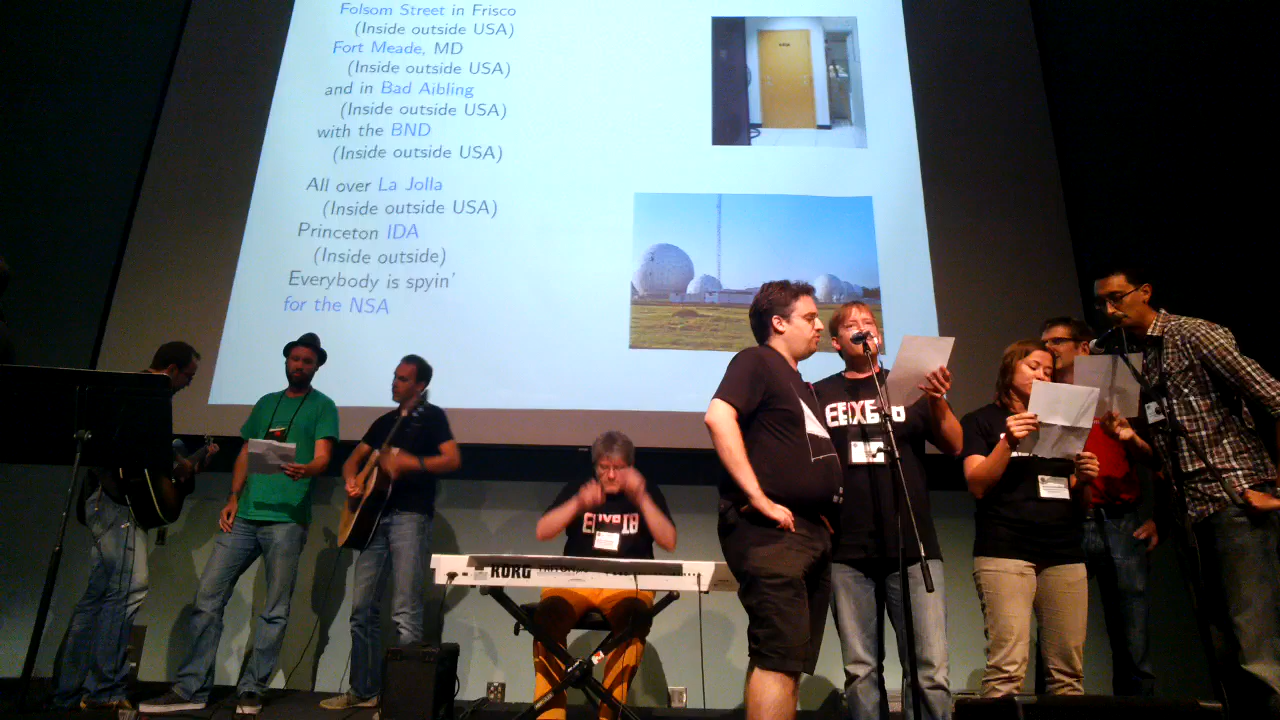 Folsom Street in Frisco
(Inside outside USA)
Fort Meade, MD
(Inside outside USA)
and in Bad Aibling
(Inside outside USA)
with the BND
(Inside outside USA)
All over La Jolla
(Inside outside USA)
Princeton IDA
(Inside outside)
Everybody is spyin'
for the NSA
KORG